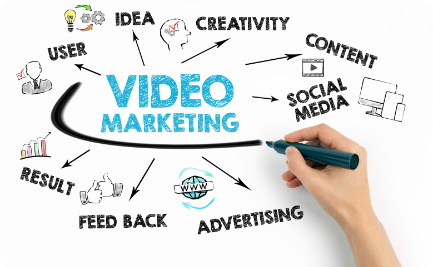 IDEA
CREATIVITY
USER
CONTENT
VIDEO
MARKETING
SOCIAL
MEDIA
RESULT
WWW
FEED BACK
ADVERTISING